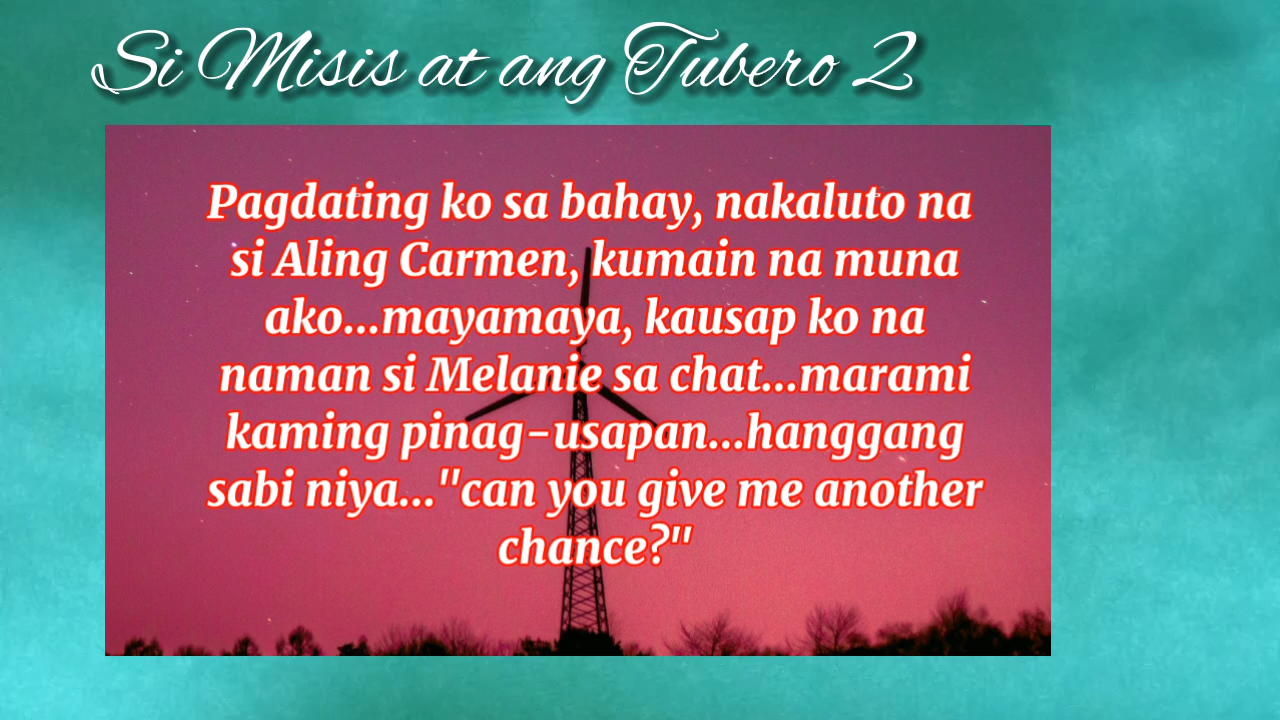 Si Misis at ang Tubero 2
Pagdating ko sa bahay, nakaluto na
si Aling Carmen, kumain na muna
ako...mayamaya, kausap ko na
naman si Melanie sa chat...marami
kaming pinag-usapan...hanggang
sabi niya..."can you give me another
chance?"